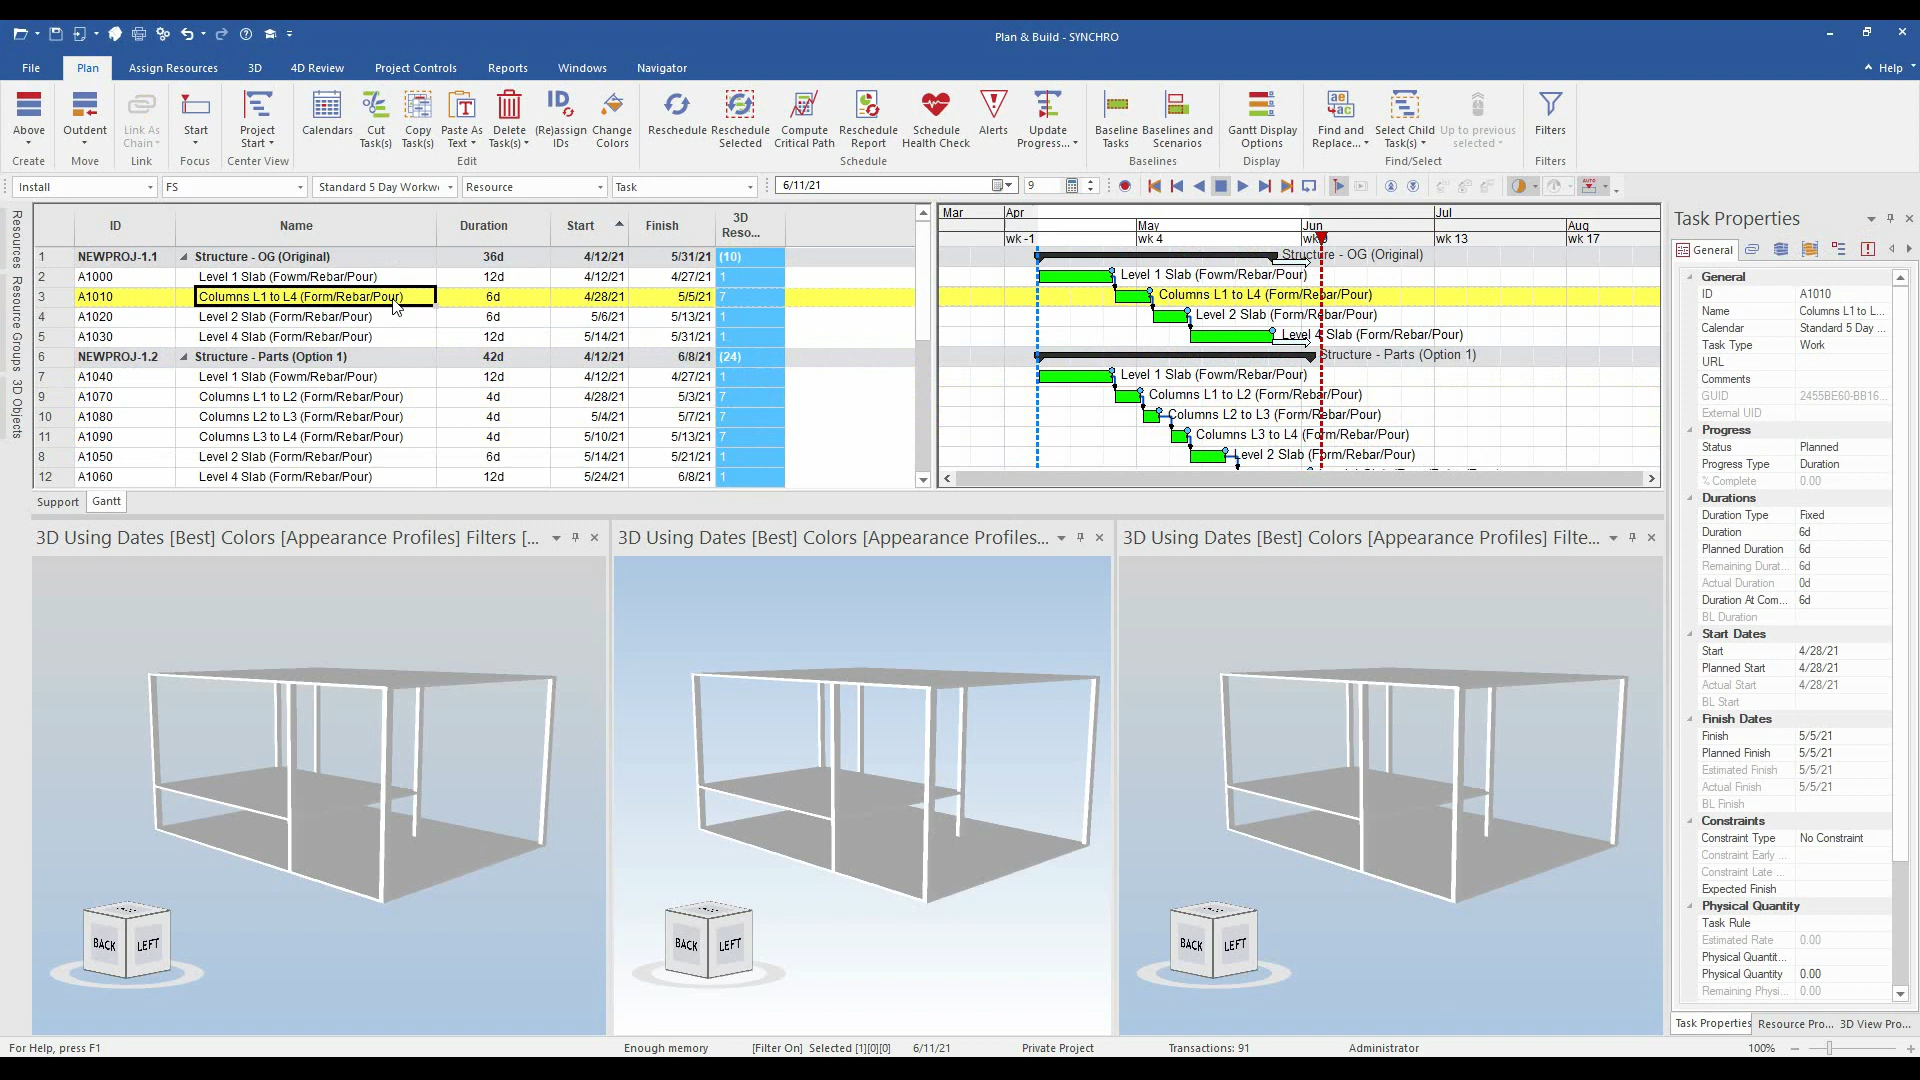 Plan & Build - SYNCHRO
File Plan Assign Resources 3D 4D Review Project Controls Reports Windows Navigator Help
Above Outdent Link As Chain Start Project Start Calendars Cut Task(s) Copy Task(s) Paste As Text Delete Task(s) (Re)assign IDs Change Colors Reschedule Reschedule Selected Compute Critical Path Reschedule Report Schedule Health Check Alerts Update Progress... Baseline Tasks Baselines and Scenarios Gantt Display Options Find and Replace... Select Child Task(s) Up to previous selected Filters
Create Move Link Focus Center View Edit Schedule Baselines Display Find/Select Filters
Install FS Standard 5 Day Workw Resource Task 6/11/21 9
Resources
Resource Groups
3D Objects
ID Name Duration Start Finish 3D Reso...
1 NEWPROJ-1.1 Structure - OG (Original) 36d 4/12/21 5/31/21 (10)
2 A1000 Level 1 Slab (Fowm/Rebar/Pour) 12d 4/12/21 4/27/21 1
3 A1010 Columns L1 to L4 (Form/Rebar/Pour) 6d 4/28/21 5/5/21 7
4 A1020 Level 2 Slab (Form/Rebar/Pour) 6d 5/6/21 5/13/21 1
5 A1030 Level 4 Slab (Form/Rebar/Pour) 12d 5/14/21 5/31/21 1
6 NEWPROJ-1.2 Structure - Parts (Option 1) 42d 4/12/21 6/8/21 (24)
7 A1040 Level 1 Slab (Fowm/Rebar/Pour) 12d 4/12/21 4/27/21 1
9 A1070 Columns L1 to L2 (Form/Rebar/Pour) 4d 4/28/21 5/3/21 7
10 A1080 Columns L2 to L3 (Form/Rebar/Pour) 4d 5/4/21 5/7/21 7
11 A1090 Columns L3 to L4 (Form/Rebar/Pour) 4d 5/10/21 5/13/21 7
8 A1050 Level 2 Slab (Form/Rebar/Pour) 6d 5/14/21 5/21/21 1
12 A1060 Level 4 Slab (Form/Rebar/Pour) 12d 5/24/21 6/8/21 1
Support Gantt
Mar Apr Jul
May Jun Aug
wk -1 wk 4 wk wk 13 wk 17
Structure - OG (Original)
Level 1 Slab (Fowm/Rebar/Pour)
Columns L1 to L4 (Form/Rebar/Pour)
Level 2 Slab (Form/Rebar/Pour)
Level 4 Slab (Form/Rebar/Pour)
Structure - Parts (Option 1)
Level 1 Slab (Fowm/Rebar/Pour)
Columns L1 to L2 (Form/Rebar/Pour)
Columns L2 to L3 (Form/Rebar/Pour)
Columns L3 to L4 (Form/Rebar/Pour)
Level 2 Slab (Form/Rebar/Pour)
3D Using Dates [Best] Colors [Appearance Profiles] Filters [...
3D Using Dates [Best] Colors [Appearance Profiles...
3D Using Dates [Best] Colors [Appearance Profiles] Filte...
BACK LEFT
BACK LEFT
BACK LEFT
Task Properties
General
General
ID A1010
Name Columns L1 to L...
Calendar Standard 5 Day ...
Task Type Work
URL
Comments
GUID 2455BE60-BB16...
External UID
Progress
Status Planned
Progress Type Duration
% Complete 0.00
Durations
Duration Type Fixed
Duration 6d
Planned Duration 6d
Remaining Durat... 6d
Actual Duration 0d
Duration At Com... 6d
BL Duration
Start Dates
Start 4/28/21
Planned Start 4/28/21
Actual Start 4/28/21
BL Start
Finish Dates
Finish 5/5/21
Planned Finish 5/5/21
Estimated Finish 5/5/21
Actual Finish 5/5/21
BL Finish
Constraints
Constraint Type No Constraint
Constraint Early ...
Constraint Late ...
Expected Finish
Physical Quantity
Task Rule
Estimated Rate 0.00
Physical Quantit...
Physical Quantity 0.00
Remaining Physi... 0.00
Task Properties Resource Pro... 3D View Pro...
For Help, press F1 Enough memory [Filter On] Selected [1][0][0] 6/11/21 Private Project Transactions: 91 Administrator 100%